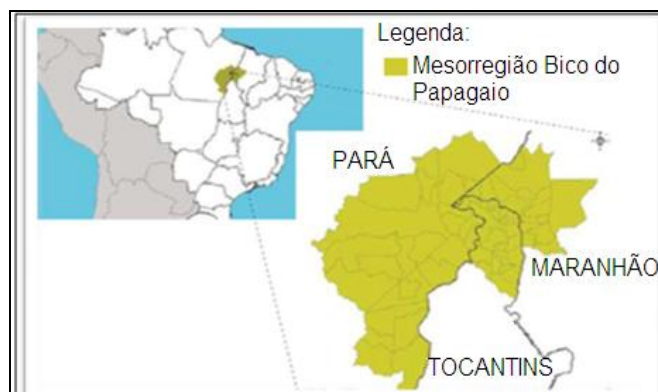 Legenda:
Mesorregião Bico do
Papagaio
PARÁ
MARANHÃO
TOCANTINS